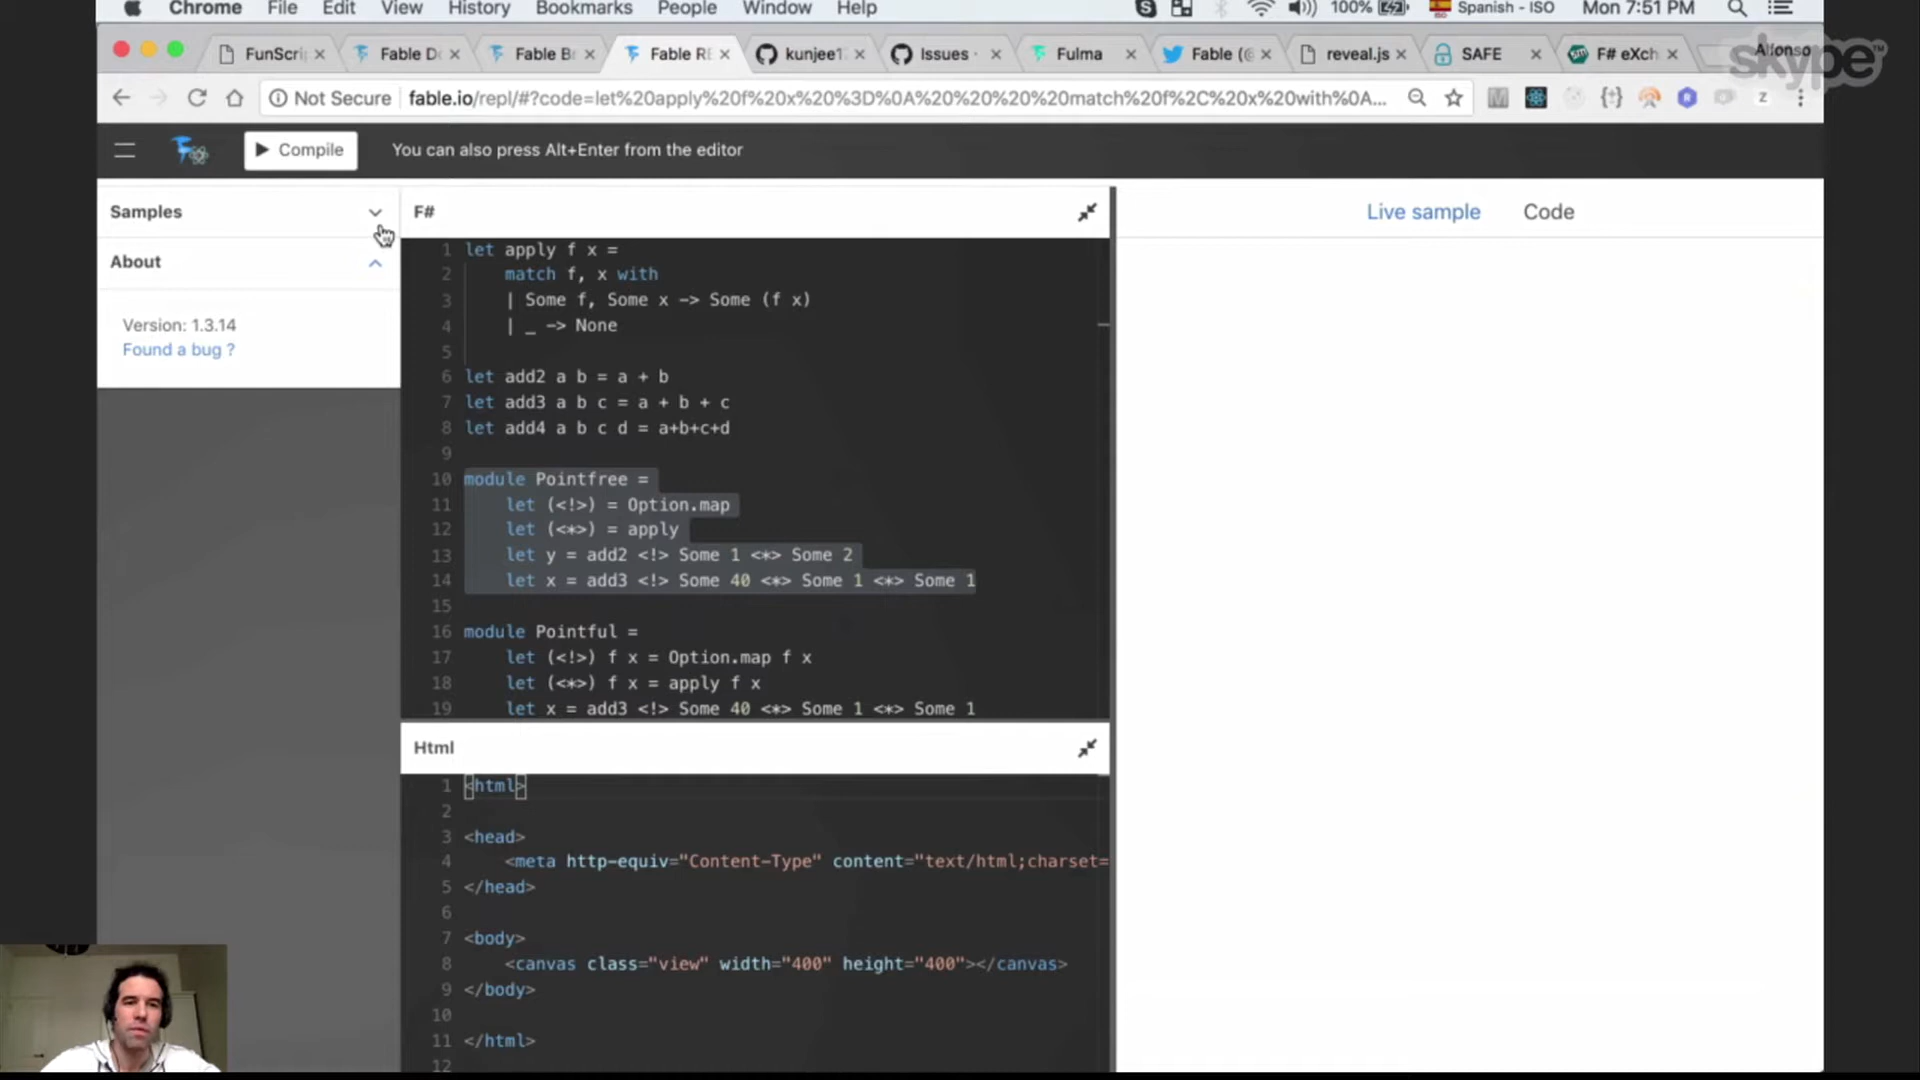 Chrome File Edit View History Bookmarks People Window Help 100% Spanish - ISO Mon 7:51 PM
FunScri Fable Do Fable Br Fable RE kunjee1 Issues · Fulma Fable (@ reveal.js SAFE F# eXch Alfonso
skype™
Not Secure fable.io/repl/#?code=let%20apply%20f%20x%20%3D%0A%20%20%20%20match%20f%2C%20x%20with%0A...
Compile You can also press Alt+Enter from the editor
Samples
About
Version: 1.3.14
Found a bug ?
F#
1 let apply f x =
2 match f, x with
3 | Some f, Some x -> Some (f x)
4 | _ -> None
5
6 let add2 a b = a + b
7 let add3 a b c = a + b + c
8 let add4 a b c d = a+b+c+d
9
10 module Pointfree =
11 let (<!>) = Option.map
12 let (<*>) = apply
13 let y = add2 <!> Some 1 <*> Some 2
14 let x = add3 <!> Some 40 <*> Some 1 <*> Some 1
15
16 module Pointful =
17 let (<!>) f x = Option.map f x
18 let (<*>) f x = apply f x
19 let x = add3 <!> Some 40 <*> Some 1 <*> Some 1
Html
1 <html>
2
3 <head>
4 <meta http-equiv="Content-Type" content="text/html;charset=
5 </head>
6
7 <body>
8 <canvas class="view" width="400" height="400"></canvas>
9 </body>
10
11 </html>
12
Live sample Code